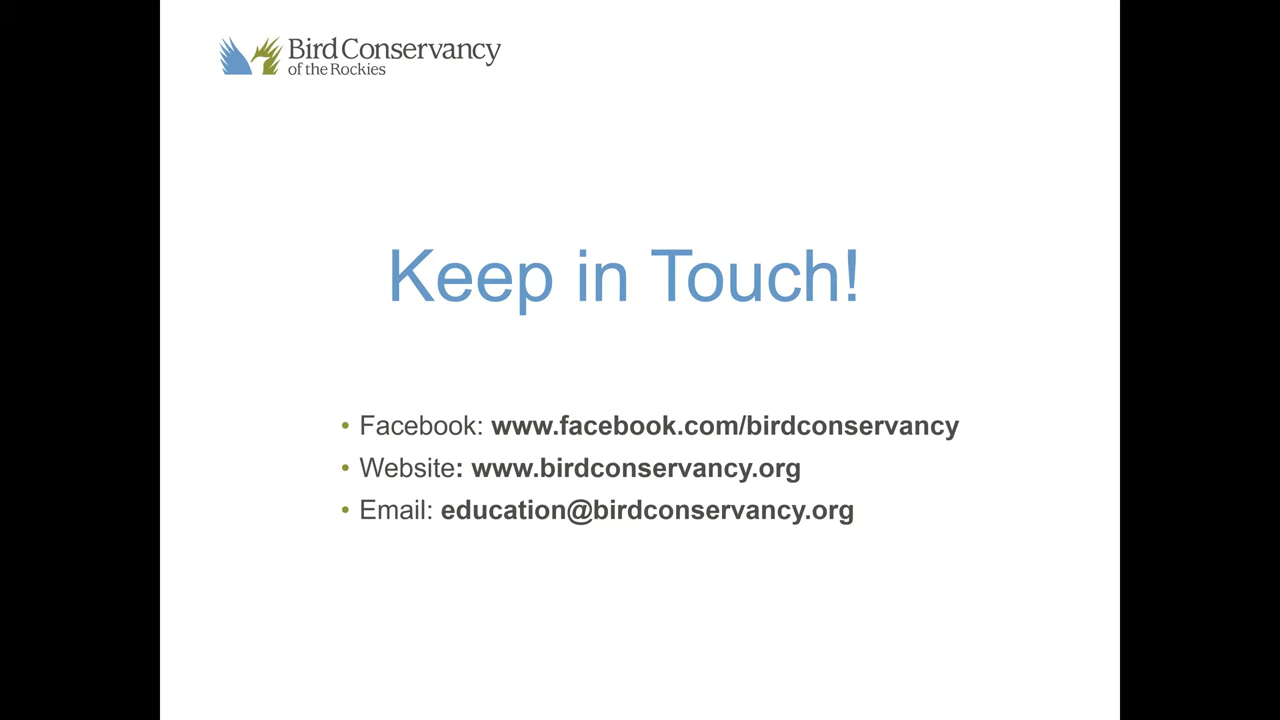 Bird Conservancy
of the Rockies
Keep in Touch!
• Facebook: www.facebook.com/birdconservancy
• Website: www.birdconservancy.org
• Email: education@birdconservancy.org